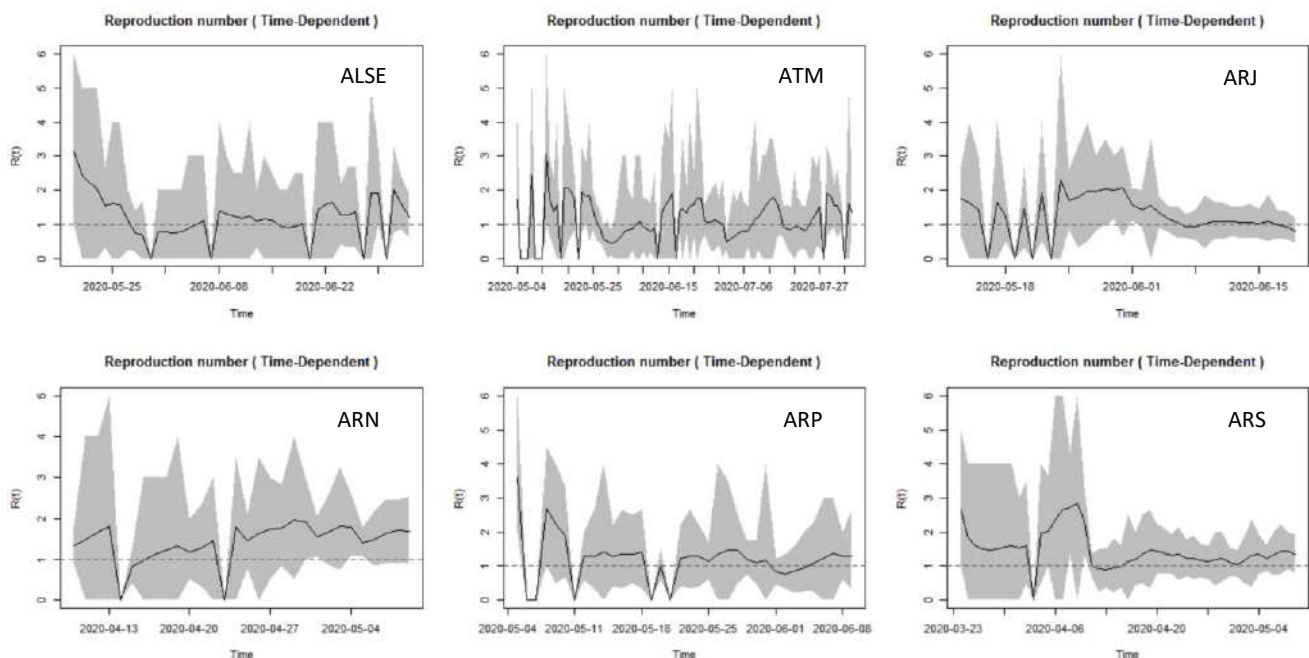 Reproduction number ( Time-Dependent )
ALSE
R(t)
6
5
4
3
2
1
0
2020-05-25
2020-06-08
2020-06-22
Time
Reproduction number ( Time-Dependent )
ATM
R(t)
6
5
4
3
2
1
0
2020-05-04
2020-05-25
2020-06-15
2020-07-06
2020-07-27
Time
Reproduction number ( Time-Dependent )
ARJ
R(t)
6
5
4
3
2
1
0
2020-05-18
2020-06-01
2020-06-15
Time
Reproduction number ( Time-Dependent )
ARN
R(t)
5
4
3
2
1
0
2020-04-13
2020-04-20
2020-04-27
2020-05-04
Time
Reproduction number ( Time-Dependent )
ARP
R(t)
6
5
4
3
2
1
0
2020-05-04
2020-05-11
2020-05-18
2020-05-25
2020-06-01
2020-06-08
Time
Reproduction number ( Time-Dependent )
ARS
R(t)
6
5
4
3
2
1
0
2020-03-23
2020-04-06
2020-04-20
2020-05-04
Time